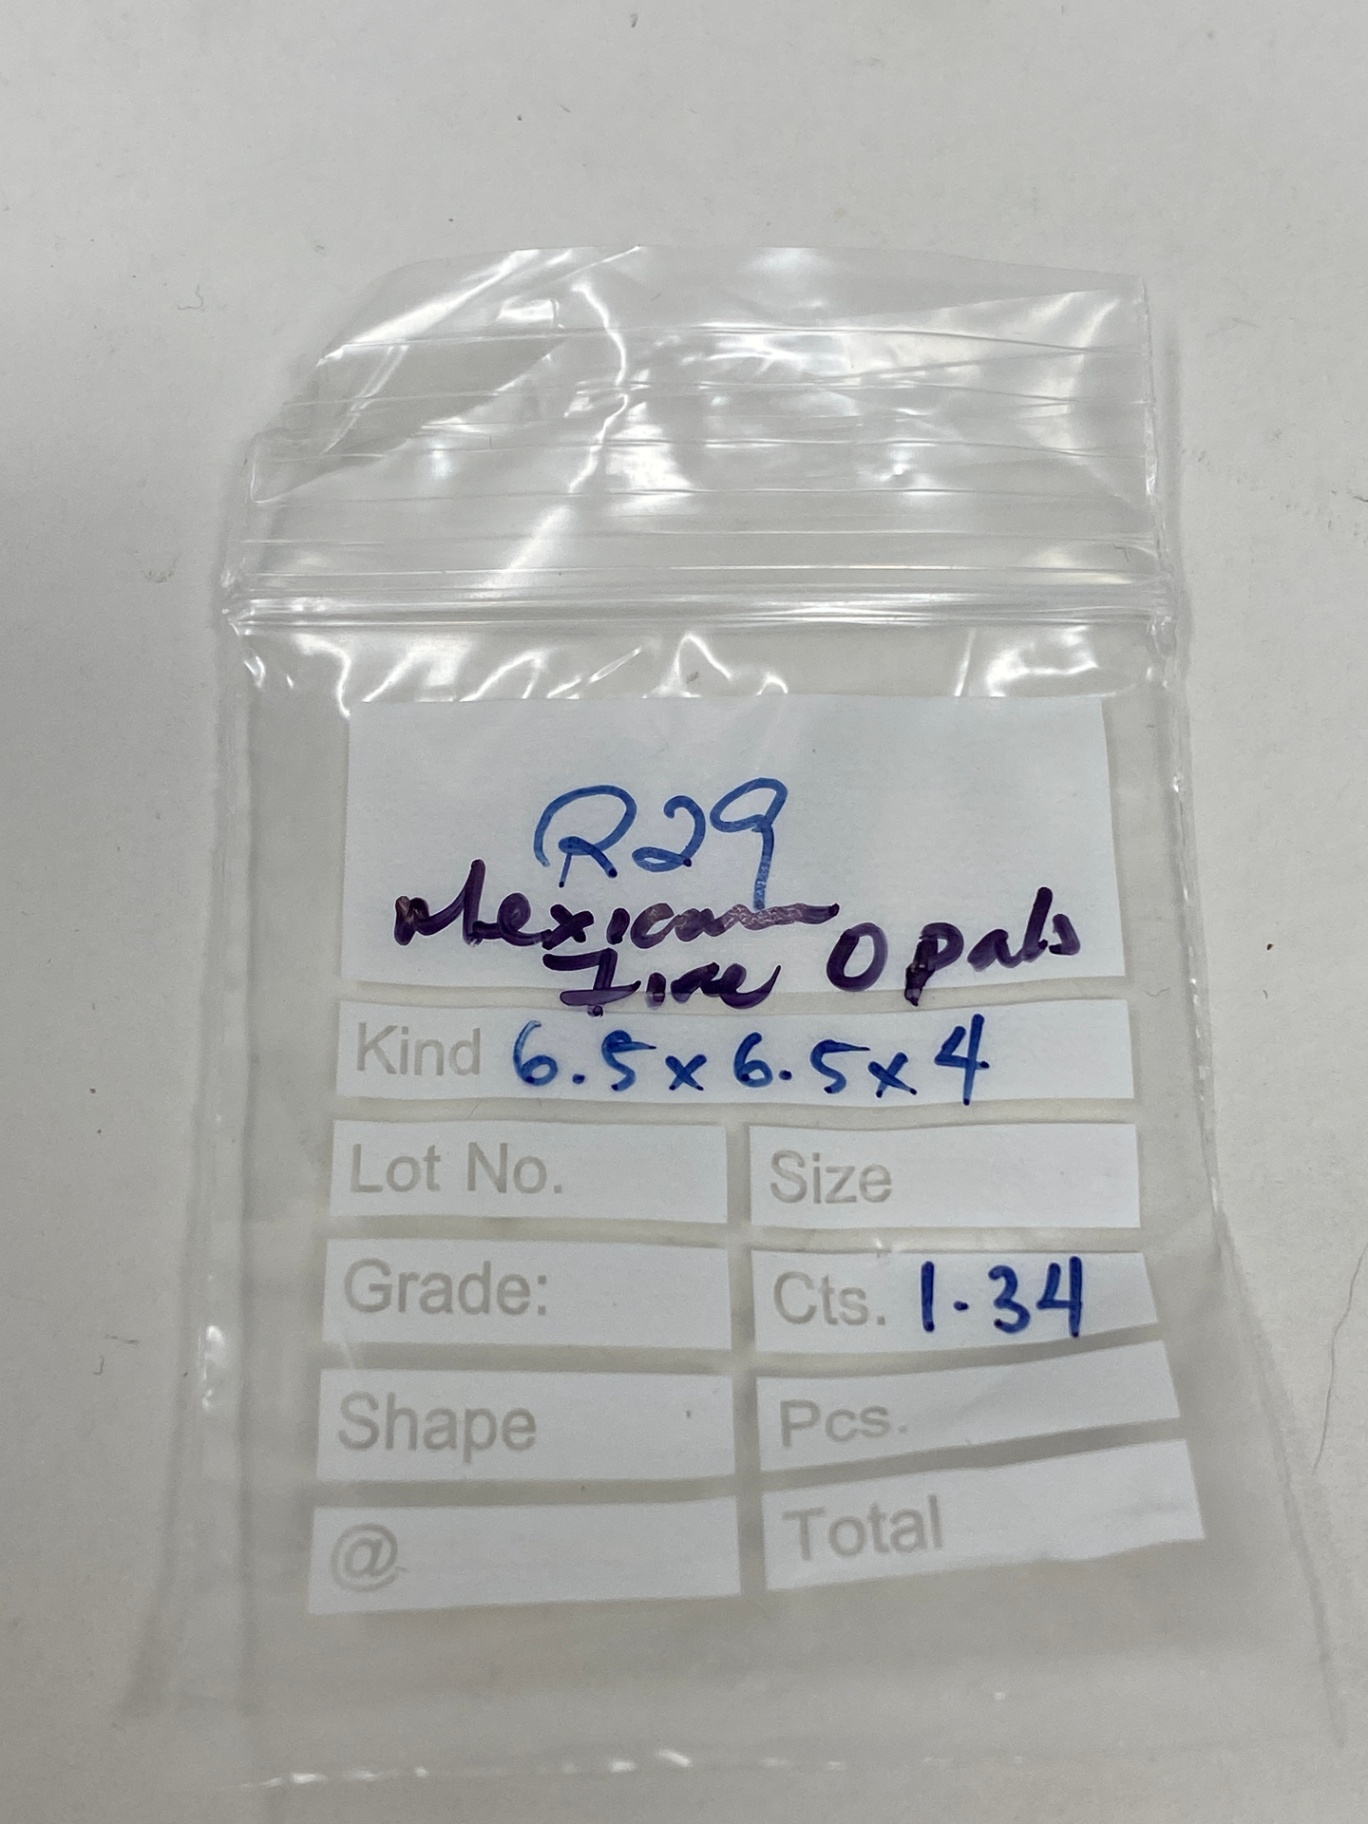 R29
Mexican
Fire Opals
Kind 6.5x6.5x4
Lot No. Size
Grade: Cts. 1.34
Shape Pcs.
@ Total